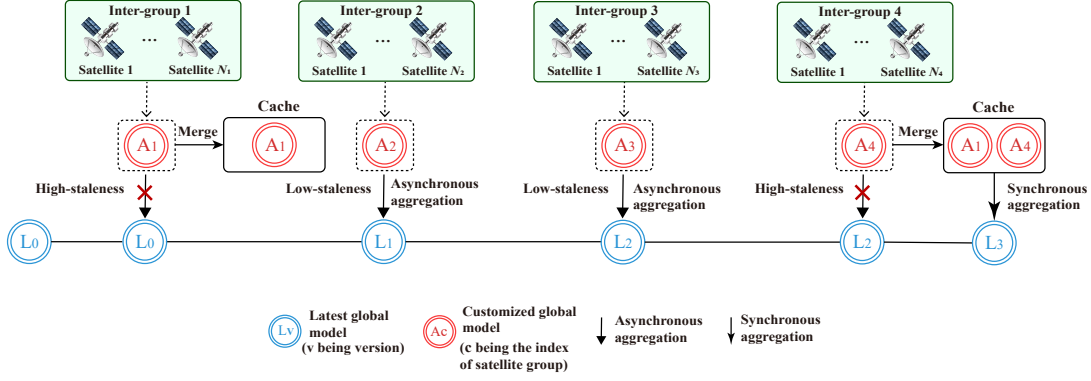 Inter-group 1
... 
Satellite 1 Satellite N₁
Inter-group 2
...
Satellite 1 Satellite N₂
Inter-group 3
...
Satellite 1 Satellite N₃
Inter-group 4
...
Satellite 1 Satellite N₄
A₁
Merge
Cache
A₁
A₂
A₃
A₄
Merge
Cache
A₁ A₄
High-staleness
Low-staleness
Asynchronous
aggregation
Low-staleness
Asynchronous
aggregation
High-staleness
Synchronous
aggregation
L₀
L₀
L₁
L₂
L₂
L₃
Lv
Latest global
model
(v being version)
Ac
Customized global
model
(c being the index
of satellite group)
Asynchronous
aggregation
Synchronous
aggregation